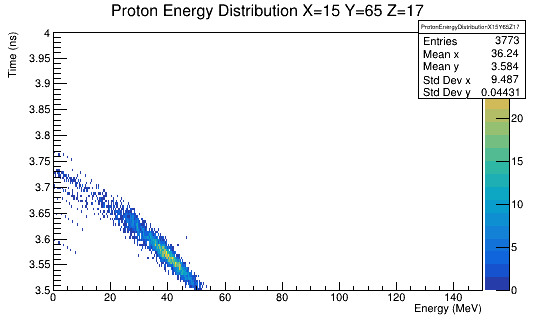 Proton Energy Distribution X=15 Y=65 Z=17
ProtonEnergyDistributionX15Y65Z17
Entries 3773
Mean x 36.24
Mean y 3.584
Std Dev x 9.487
Std Dev y 0.04431
Time (ns)
4
3.95
3.9
3.85
3.8
3.75
3.7
3.65
3.6
3.55
3.5
20
15
10
5
0
0 20 40 60 80 100 120 140
Energy (MeV)